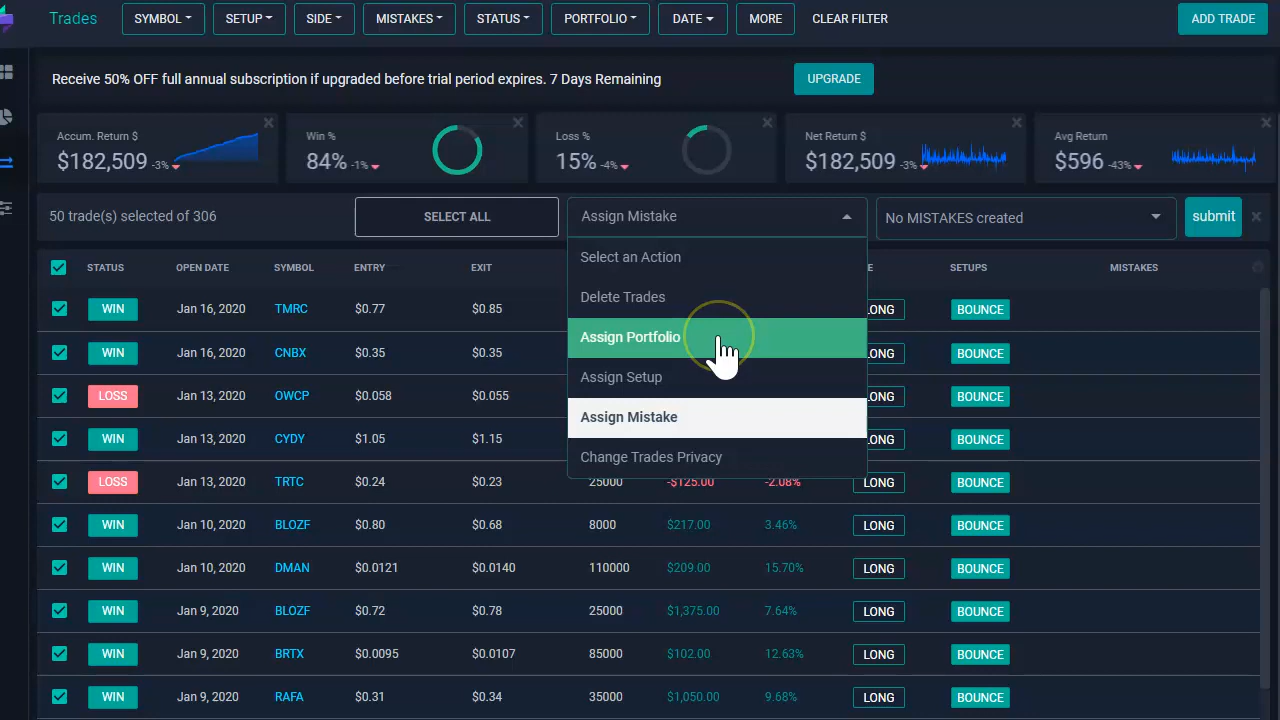 Trades SYMBOL SETUP SIDE MISTAKES STATUS PORTFOLIO DATE MORE CLEAR FILTER ADD TRADE
Receive 50% OFF full annual subscription if upgraded before trial period expires. 7 Days Remaining UPGRADE
Accum. Return $ Win % Loss % Net Return $ Avg Return
$182,509 -3% 84% -1% 15% -4% $182,509 -3% $596 -43%
50 trade(s) selected of 306 SELECT ALL Assign Mistake No MISTAKES created submit
Select an Action
Delete Trades
Assign Portfolio
Assign Setup
Assign Mistake
Change Trades Privacy
STATUS OPEN DATE SYMBOL ENTRY EXIT E SETUPS MISTAKES
WIN Jan 16, 2020 TMRC $0.77 $0.85 ONG BOUNCE
WIN Jan 16, 2020 CNBX $0.35 $0.35 ONG BOUNCE
LOSS Jan 13, 2020 OWCP $0.058 $0.055 ONG BOUNCE
WIN Jan 13, 2020 CYDY $1.05 $1.15 ONG BOUNCE
LOSS Jan 13, 2020 TRTC $0.24 $0.23 25000 -$125.00 -2.08% LONG BOUNCE
WIN Jan 10, 2020 BLOZF $0.80 $0.68 8000 $217.00 3.46% LONG BOUNCE
WIN Jan 10, 2020 DMAN $0.0121 $0.0140 110000 $209.00 15.70% LONG BOUNCE
WIN Jan 9, 2020 BLOZF $0.72 $0.78 25000 $1,375.00 7.64% LONG BOUNCE
WIN Jan 9, 2020 BRTX $0.0095 $0.0107 85000 $102.00 12.63% LONG BOUNCE
WIN Jan 9, 2020 RAFA $0.31 $0.34 35000 $1,050.00 9.68% LONG BOUNCE